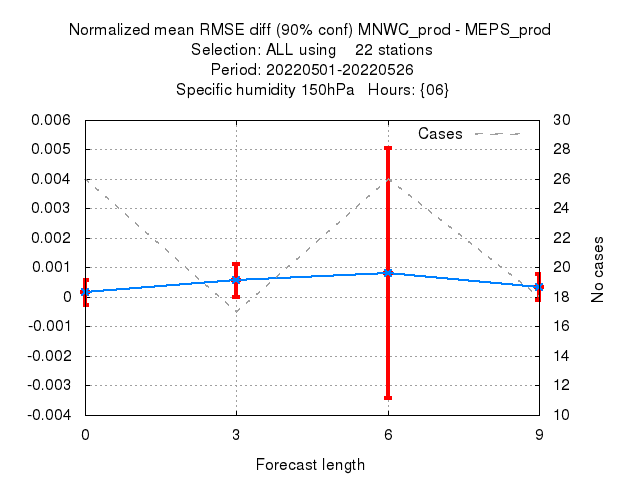 Normalized mean RMSE diff (90% conf) MNWC_prod - MEPS_prod
Selection: ALL using    22 stations
Period: 20220501-20220526
Specific humidity 150hPa   Hours: {06}
Cases
0.006
0.005
0.004
0.003
0.002
0.001
0
-0.001
-0.002
-0.003
-0.004
30
28
26
24
22
20
18
16
14
12
10
No cases
0 3 6 9
Forecast length